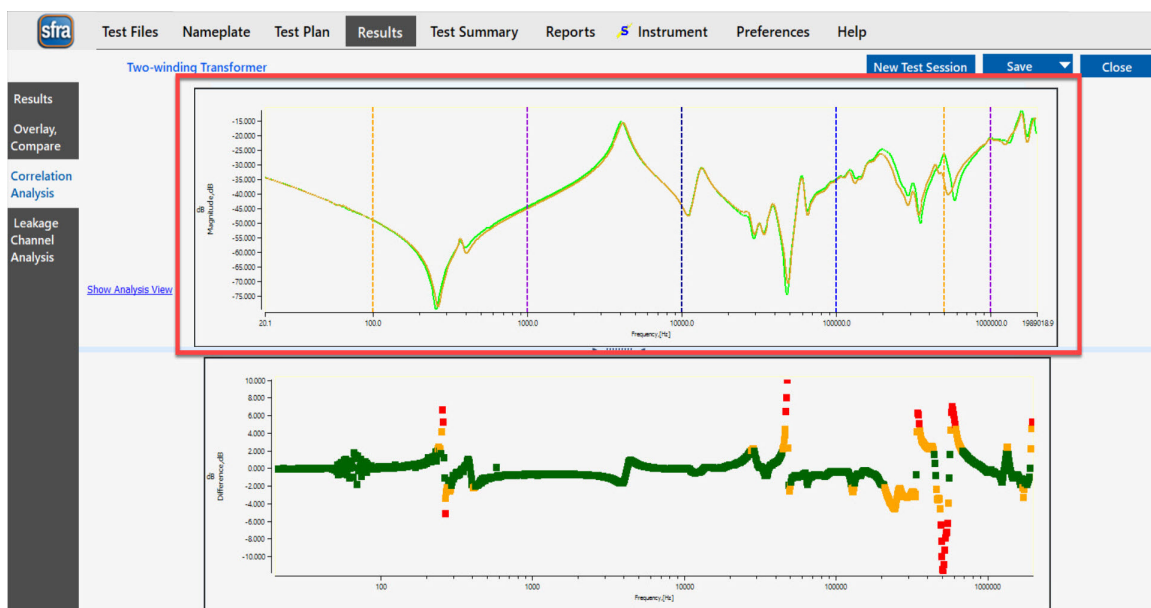 sfra Test Files Nameplate Test Plan Results Test Summary Reports S Instrument Preferences Help
Two-winding Transformer New Test Session Save Close
Results
Overlay,
Compare
Correlation
Analysis
Leakage
Channel
Analysis
Show Analysis View
-15.000
-20.000
-25.000
-30.000
-35.000
-40.000
-45.000
-50.000
-55.000
-60.000
-65.000
-70.000
-75.000
dB
Magnitude,dB
20.1 100.0 1000.0 10000.0 100000.0 1000000.0 1989018.9
Frequency,[Hz]
10.000
8.000
6.000
4.000
2.000
0.000
-2.000
-4.000
-6.000
-8.000
-10.000
dB
Difference,dB
100 1000 10000 100000 1000000
Frequency,[Hz]